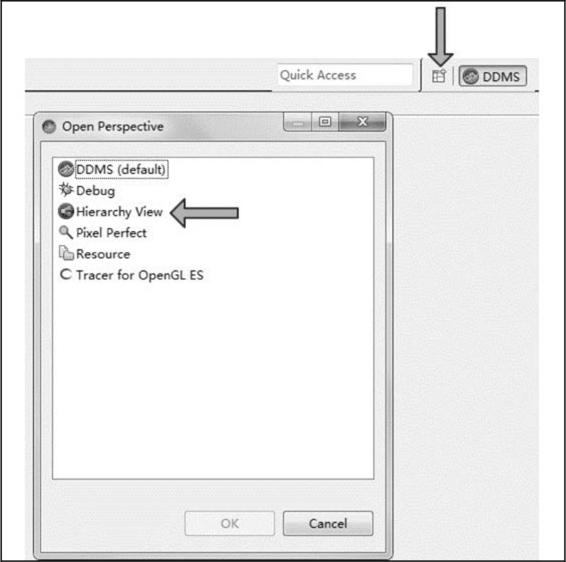 Quick Access
DDMS
Open Perspective
DDMS (default)
Debug
Hierarchy View
Pixel Perfect
Resource
Tracer for OpenGL ES
OK
Cancel